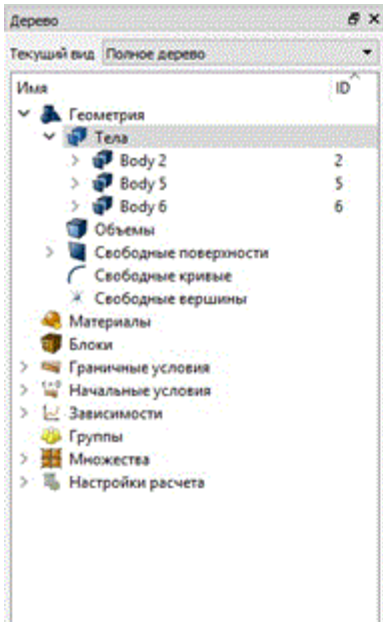 Дерево
Текущий вид Полное дерево
Имя ID
Геометрия
Тела
Body 2 2
Body 5 5
Body 6 6
Объемы
Свободные поверхности
Свободные кривые
Свободные вершины
Материалы
Блоки
Граничные условия
Начальные условия
Зависимости
Группы
Множества
Настройки расчета